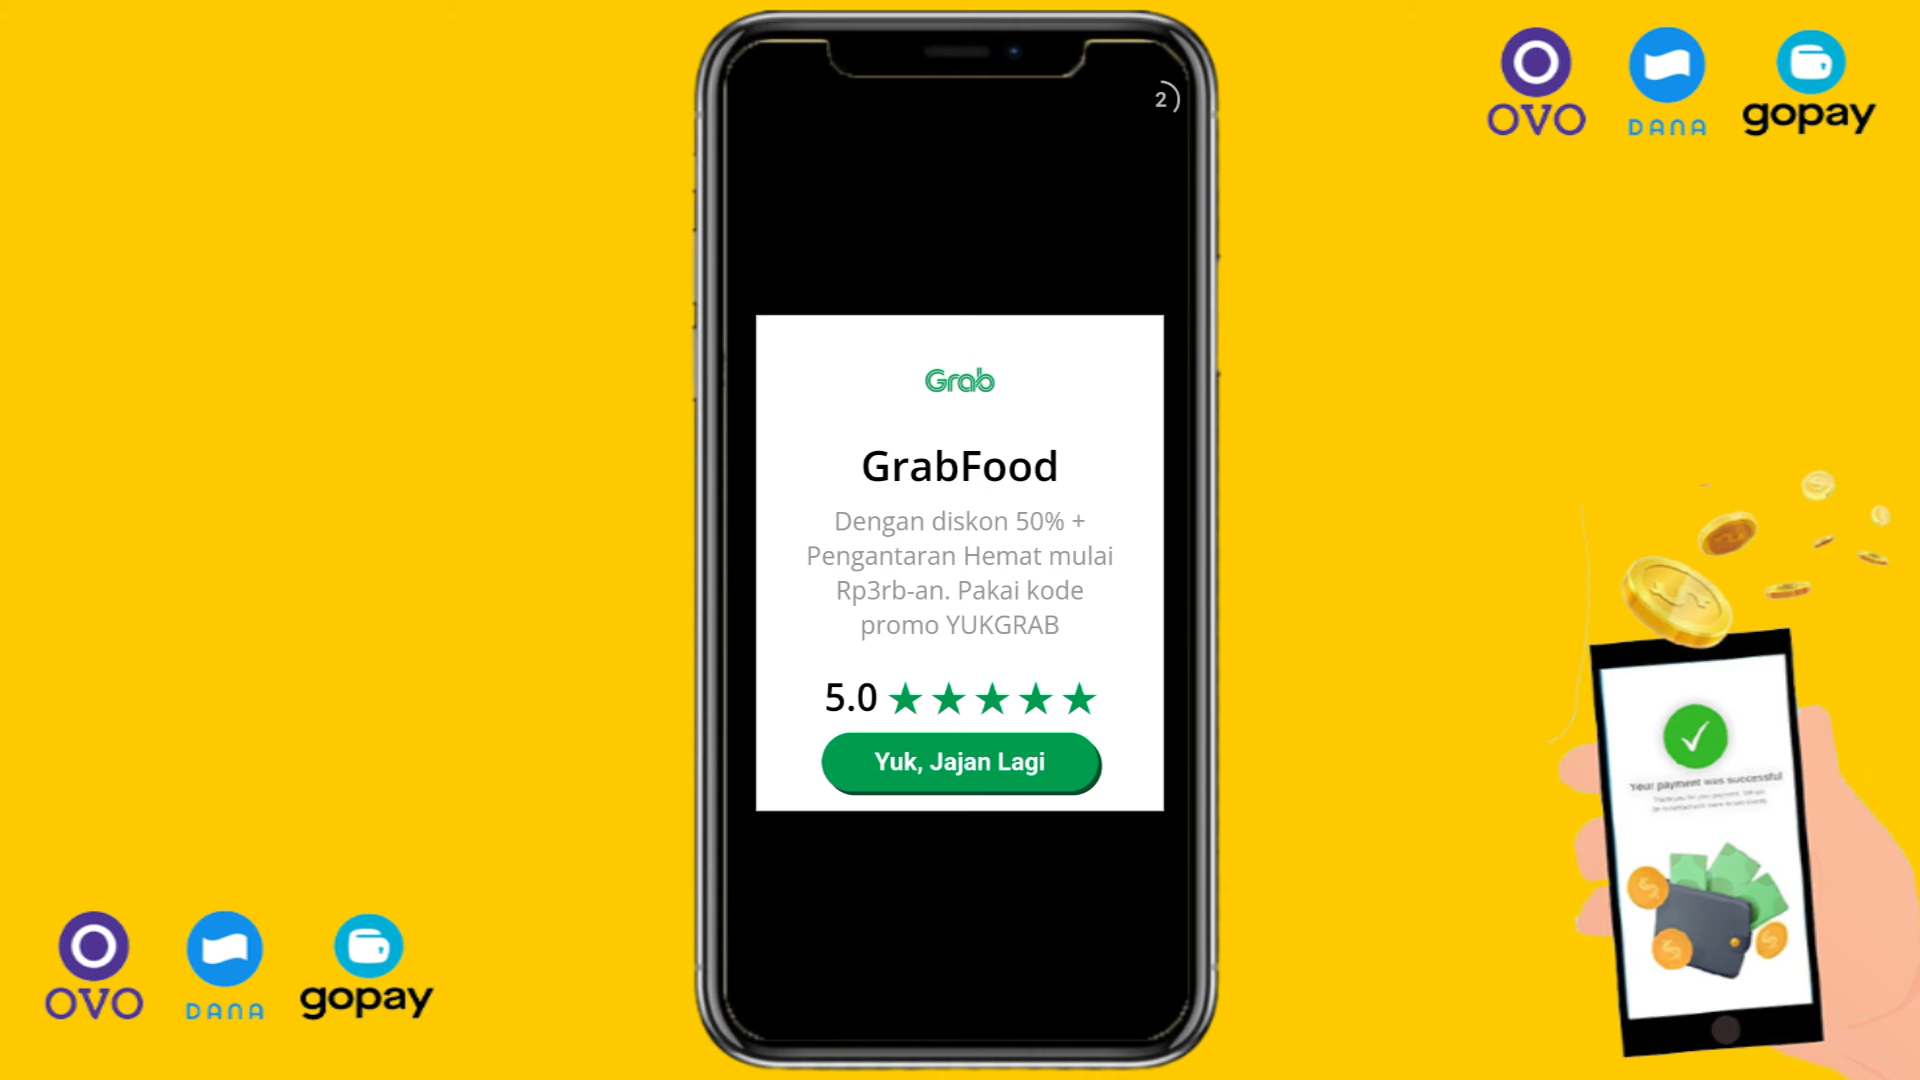 OVO
DANA
gopay
2
Grab
GrabFood
Dengan diskon 50% +
Pengantaran Hemat mulai
Rp3rb-an. Pakai kode
promo YUKGRAB
5.0
Yuk, Jajan Lagi
Your payment was successful
OVO
DANA
gopay